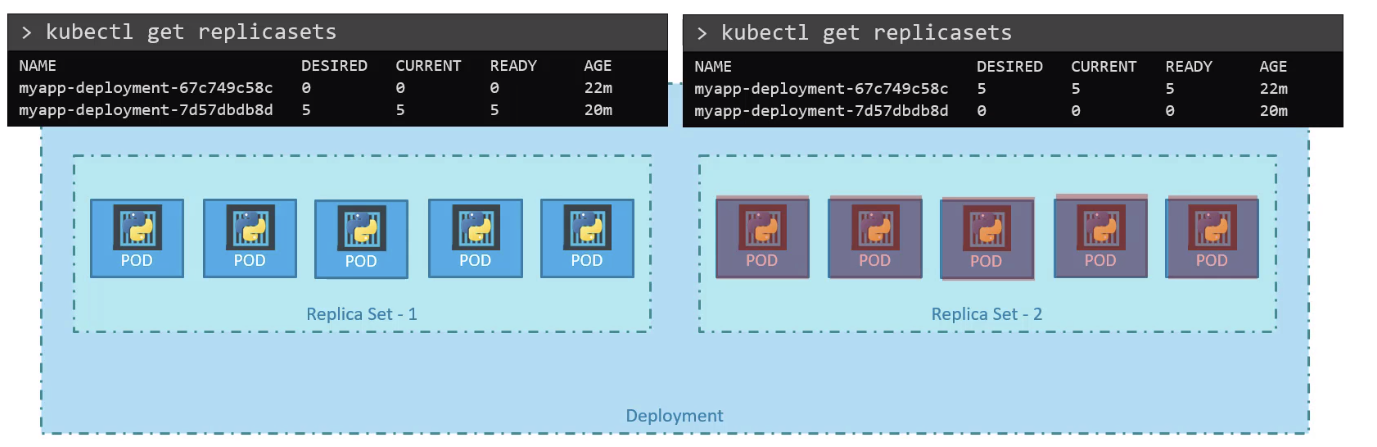 > kubectl get replicasets
NAME DESIRED CURRENT READY AGE
myapp-deployment-67c749c58c 0 0 0 22m
myapp-deployment-7d57dbdb8d 5 5 5 20m
> kubectl get replicasets
NAME DESIRED CURRENT READY AGE
myapp-deployment-67c749c58c 5 5 5 22m
myapp-deployment-7d57dbdb8d 0 0 0 20m
POD POD POD POD POD
Replica Set - 1
POD POD POD POD POD
Replica Set - 2
Deployment